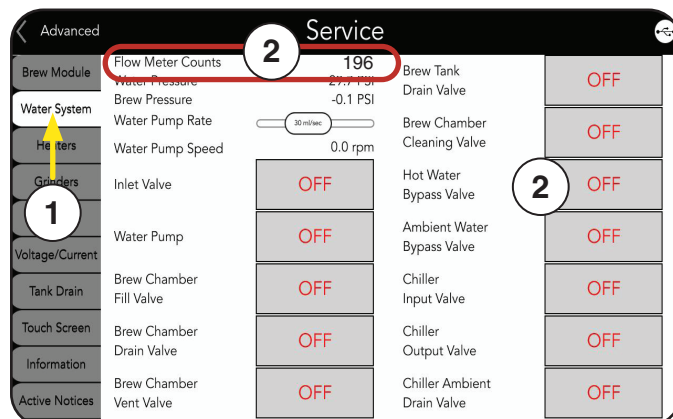 Advanced
Service
Brew Module
Water System
Heaters
Grinders
Voltage/Current
Tank Drain
Touch Screen
Information
Active Notices
1
2
Flow Meter Counts 196
Water Pressure 29.7 PSI
Brew Pressure -0.1 PSI
Water Pump Rate 30 ml/sec
Water Pump Speed 0.0 rpm
Inlet Valve OFF
Water Pump OFF
Brew Chamber
Fill Valve OFF
Brew Chamber
Drain Valve OFF
Brew Chamber
Vent Valve OFF
Brew Tank
Drain Valve OFF
Brew Chamber
Cleaning Valve OFF
Hot Water
Bypass Valve 2 OFF
Ambient Water
Bypass Valve OFF
Chiller
Input Valve OFF
Chiller
Output Valve OFF
Chiller Ambient
Drain Valve OFF